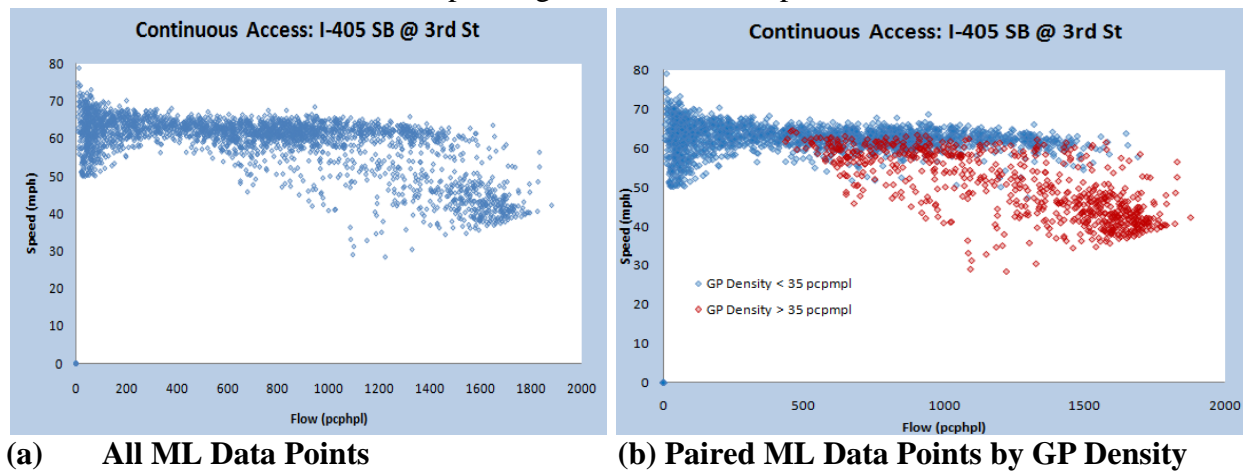 Continuous Access: I-405 SB @ 3rd St
80
70
60
50
40
30
20
10
0
Speed (mph)
0 200 400 600 800 1000 1200 1400 1600 1800 2000
Flow (pcphpl)
(a) All ML Data Points
Continuous Access: I-405 SB @ 3rd St
80
70
60
50
40
30
20
10
0
Speed (mph)
GP Density < 35 pcpmpl
GP Density > 35 pcpmpl
0 500 1000 1500 2000
Flow (pcphpl)
(b) Paired ML Data Points by GP Density